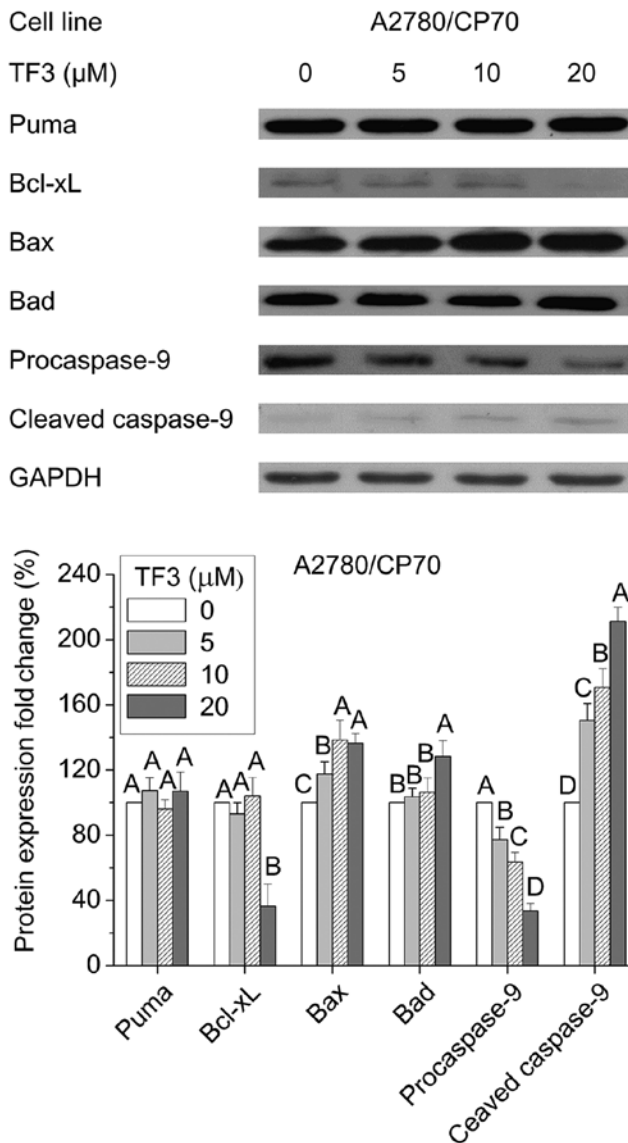 Cell line A2780/CP70
TF3 (µM) 0 5 10 20
Puma
Bcl-xL
Bax
Bad
Procaspase-9
Cleaved caspase-9
GAPDH
A2780/CP70
TF3 (µM)
0
5
10
20
Protein expression fold change (%)
240
200
160
120
80
40
0
A A A A
A A A B
C B A A
B B B A
A B C D
D C B A
Puma
Bcl-xL
Bax
Bad
Procaspase-9
Ceaved caspase-9